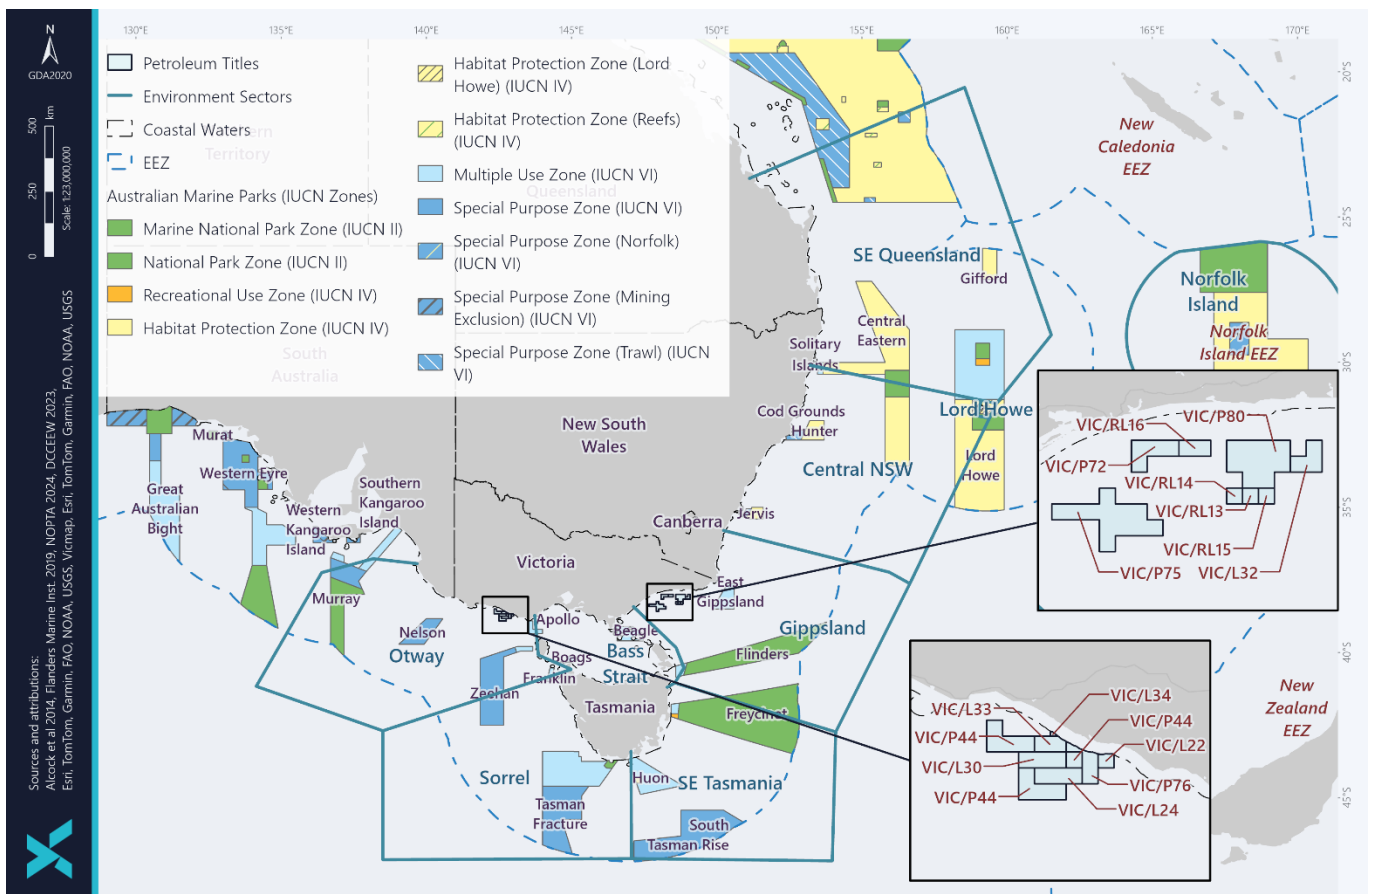 N
GDA2020
km
500
250
0
Scale: 1:23,000,000
Sources and attributions:
Alcock et al 2014, Flanders Marine Inst. 2019, NOPTA 2024, DCCEEW 2023,
Esri, TomTom, Garmin, FAO, NOAA, USGS, Vicmap, Esri, TomTom, Garmin, FAO, NOAA, USGS
130°E
135°E
140°E
145°E
150°E
155°E
160°E
165°E
170°E
20°S
25°S
30°S
35°S
40°S
45°S
Petroleum Titles
Environment Sectors
Coastal Waters
EEZ
Australian Marine Parks (IUCN Zones)
Marine National Park Zone (IUCN II)
National Park Zone (IUCN II)
Recreational Use Zone (IUCN IV)
Habitat Protection Zone (IUCN IV)
Habitat Protection Zone (Lord
Howe) (IUCN IV)
Habitat Protection Zone (Reefs)
(IUCN IV)
Multiple Use Zone (IUCN VI)
Special Purpose Zone (IUCN VI)
Special Purpose Zone (Norfolk)
(IUCN VI)
Special Purpose Zone (Mining
Exclusion) (IUCN VI)
Special Purpose Zone (Trawl) (IUCN
VI)
Territory
Queensland
South
Australia
New
Caledonia
EEZ
SE Queensland
Gifford
Norfolk
Island
Norfolk
Island EEZ
Central
Eastern
Solitary
Islands
Lord Howe
Cod Grounds
Hunter
Lord
Howe
Central NSW
New South
Wales
Murat
Western Eyre
Great
Australian
Bight
Southern
Kangaroo
Island
Western
Kangaroo
Island
Canberra
Jervis
Victoria
Murray
East
Gippsland
Nelson
Otway
Apollo
Beagle
Bass
Strait
Boags
Franklin
Gippsland
Flinders
Zeehan
Tasmania
Freycinet
Sorrel
Huon
SE Tasmania
Tasman
Fracture
South
Tasman Rise
New
Zealand
EEZ
VIC/RL16
VIC/P80
VIC/P72
VIC/RL14
VIC/RL13
VIC/RL15
VIC/P75
VIC/L32
VIC/L34
VIC/L33
VIC/P44
VIC/P44
VIC/L22
VIC/L30
VIC/P76
VIC/P44
VIC/L24